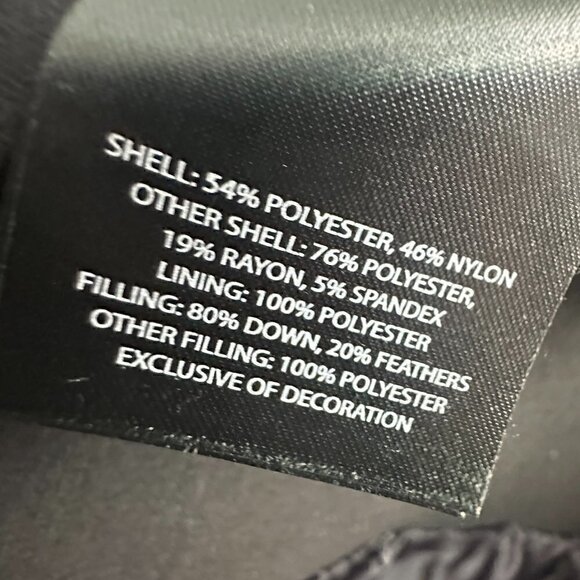 SHELL: 54% POLYESTER, 46% NYLON
OTHER SHELL: 76% POLYESTER,
19% RAYON, 5% SPANDEX
LINING: 100% POLYESTER
FILLING: 80% DOWN, 20% FEATHERS
OTHER FILLING: 100% POLYESTER
EXCLUSIVE OF DECORATION